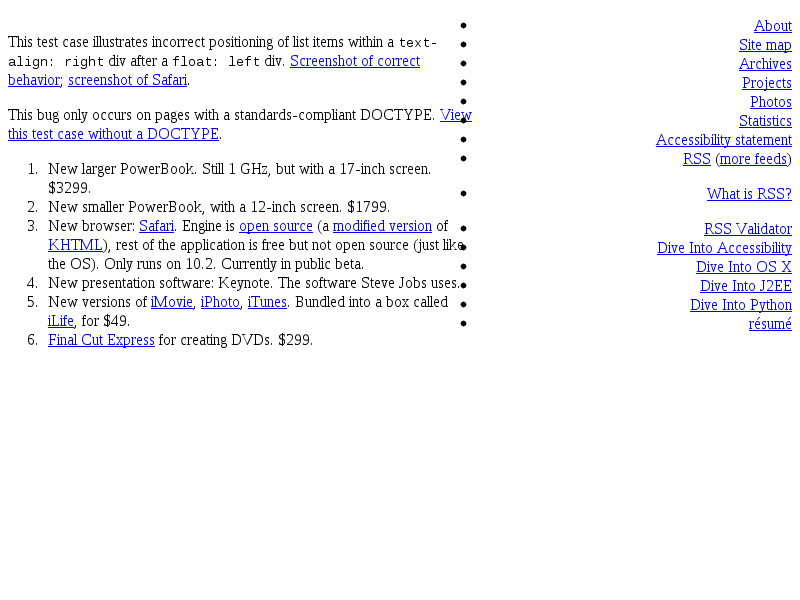 This test case illustrates incorrect positioning of list items within a text-
align: right div after a float: left div. Screenshot of correct
behavior; screenshot of Safari.
This bug only occurs on pages with a standards-compliant DOCTYPE. View
this test case without a DOCTYPE.
1. New larger PowerBook. Still 1 GHz, but with a 17-inch screen.
$3299.
2. New smaller PowerBook, with a 12-inch screen. $1799.
3. New browser: Safari. Engine is open source (a modified version of
KHTML), rest of the application is free but not open source (just like
the OS). Only runs on 10.2. Currently in public beta.
4. New presentation software: Keynote. The software Steve Jobs uses.
5. New versions of iMovie, iPhoto, iTunes. Bundled into a box called
iLife, for $49.
6. Final Cut Express for creating DVDs. $299.
About
Site map
Archives
Projects
Photos
Statistics
Accessibility statement
RSS (more feeds)
What is RSS?
RSS Validator
Dive Into Accessibility
Dive Into OS X
Dive Into J2EE
Dive Into Python
résumé